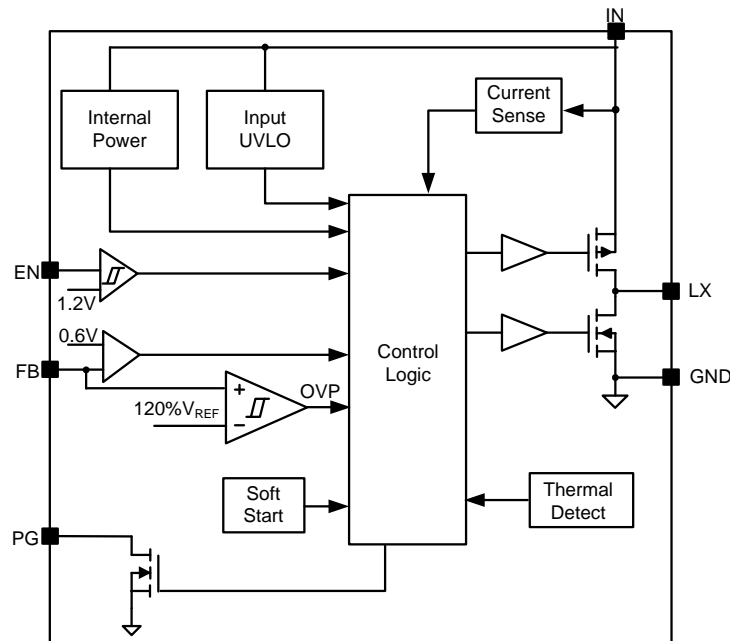 IN
Internal
Power
Input
UVLO
Current
Sense
EN
1.2V
LX
0.6V
FB
Control
Logic
GND
+
OVP
120%VREF
−
Soft
Start
Thermal
Detect
PG